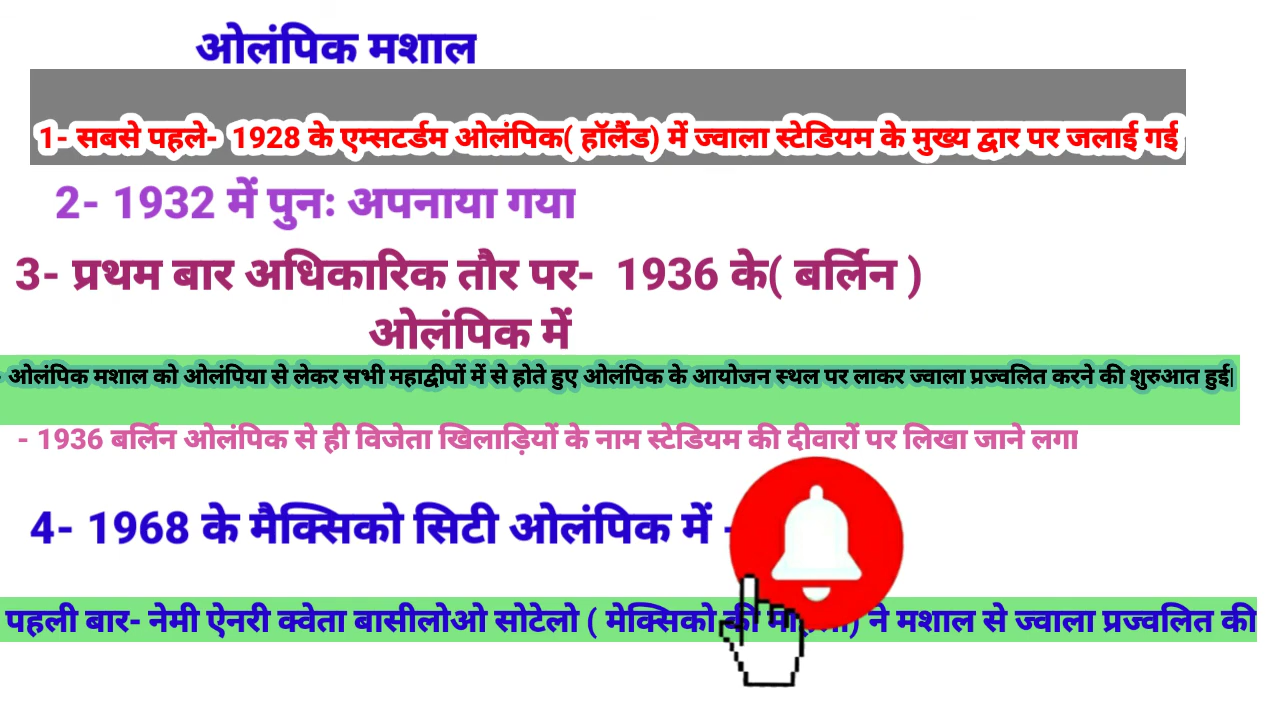 ओलंपिक मशाल
1- सबसे पहले- 1928 के एम्सटर्डम ओलंपिक( हॉलैंड) में ज्वाला स्टेडियम के मुख्य द्वार पर जलाई गई
2- 1932 में पुनः अपनाया गया
3- प्रथम बार अधिकारिक तौर पर- 1936 के( बर्लिन )
ओलंपिक में
ओलंपिक मशाल को ओलंपिया से लेकर सभी महाद्वीपों में से होते हुए ओलंपिक के आयोजन स्थल पर लाकर ज्वाला प्रज्वलित करने की शुरुआत हुई|
- 1936 बर्लिन ओलंपिक से ही विजेता खिलाड़ियों के नाम स्टेडियम की दीवारों पर लिखा जाने लगा
4- 1968 के मैक्सिको सिटी ओलंपिक में -
पहली बार- नेमी ऐनरी क्वेता बासीलोओ सोटेलो ( मेक्सिको की ) ने मशाल से ज्वाला प्रज्वलित की